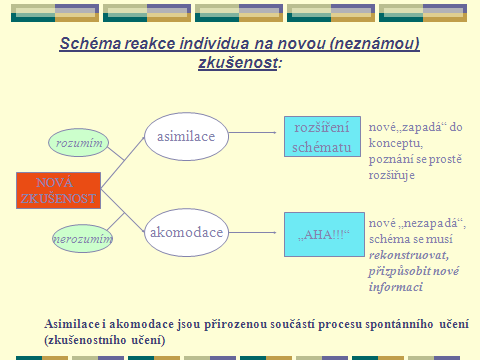 Schéma reakce individua na novou (neznámou)
zkušenost:
rozumím
asimilace
rozšíření
schématu
nové„zapadá“ do
konceptu,
poznání se prostě
rozšiřuje
NOVÁ
ZKUŠENOST
nerozumím
akomodace
„AHA!!!“
nové „nezapadá“,
schéma se musí
rekonstruovat,
přizpůsobit nové
informaci
Asimilace i akomodace jsou přirozenou součástí procesu spontánního učení
(zkušenostního učení)